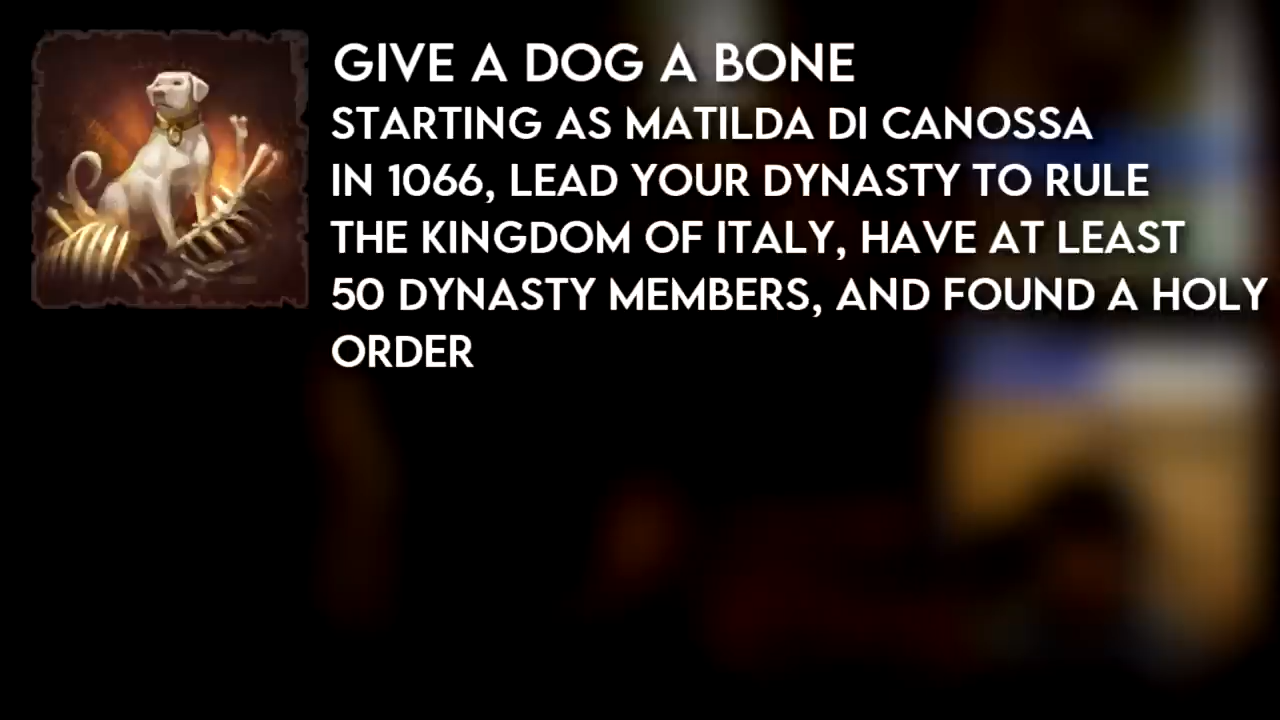 GIVE A DOG A BONE
STARTING AS MATILDA DI CANOSSA
IN 1066, LEAD YOUR DYNASTY TO RULE
THE KINGDOM OF ITALY, HAVE AT LEAST
50 DYNASTY MEMBERS, AND FOUND A HOLY
ORDER